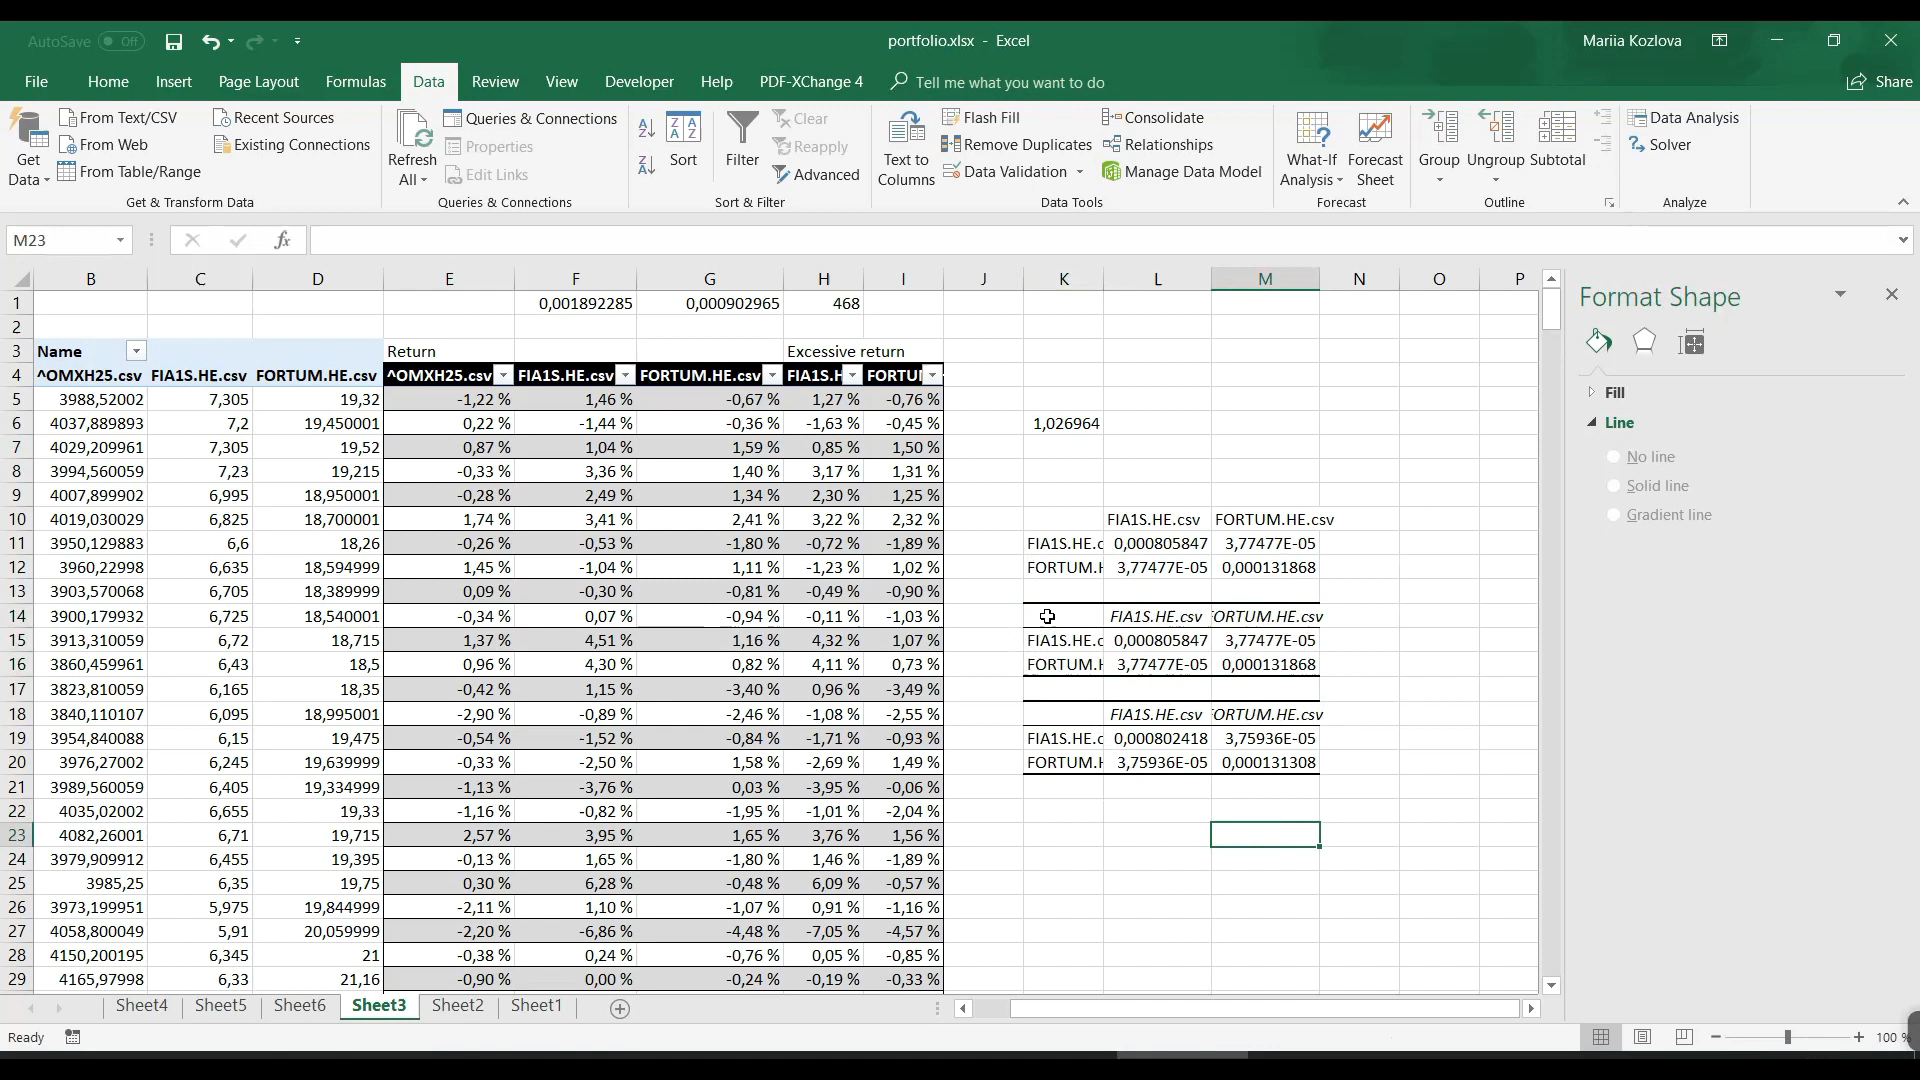 AutoSave Off
portfolio.xlsx - Excel
Mariia Kozlova
File Home Insert Page Layout Formulas Data Review View Developer Help PDF-XChange 4 Tell me what you want to do Share
Get Data
From Text/CSV
From Web
From Table/Range
Recent Sources
Existing Connections
Get & Transform Data
Refresh All
Queries & Connections
Properties
Edit Links
Queries & Connections
Sort
Filter
Clear
Reapply
Advanced
Sort & Filter
Text to Columns
Flash Fill
Remove Duplicates
Data Validation
Consolidate
Relationships
Manage Data Model
Data Tools
What-If Analysis
Forecast Sheet
Forecast
Group
Ungroup
Subtotal
Outline
Data Analysis
Solver
Analyze
M23 fx
B C D E F G H I J K L M N O P
1 0,001892285 0,000902965 468
2
3 Name Return Excessive return
4 ^OMXH25.csv FIA1S.HE.csv FORTUM.HE.csv ^OMXH25.csv FIA1S.HE.csv FORTUM.HE.csv FIA1S.H FORTU
5 3988,52002 7,305 19,32 -1,22 % 1,46 % -0,67 % 1,27 % -0,76 %
6 4037,889893 7,2 19,450001 0,22 % -1,44 % -0,36 % -1,63 % -0,45 % 1,026964
7 4029,209961 7,305 19,52 0,87 % 1,04 % 1,59 % 0,85 % 1,50 %
8 3994,560059 7,23 19,215 -0,33 % 3,36 % 1,40 % 3,17 % 1,31 %
9 4007,899902 6,995 18,950001 -0,28 % 2,49 % 1,34 % 2,30 % 1,25 %
10 4019,030029 6,825 18,700001 1,74 % 3,41 % 2,41 % 3,22 % 2,32 % FIA1S.HE.csv FORTUM.HE.csv
11 3950,129883 6,6 18,26 -0,26 % -0,53 % -1,80 % -0,72 % -1,89 % FIA1S.HE.c 0,000805847 3,77477E-05
12 3960,22998 6,635 18,594999 1,45 % -1,04 % 1,11 % -1,23 % 1,02 % FORTUM.H 3,77477E-05 0,000131868
13 3903,570068 6,705 18,389999 0,09 % -0,30 % -0,81 % -0,49 % -0,90 %
14 3900,179932 6,725 18,540001 -0,34 % 0,07 % -0,94 % -0,11 % -1,03 % FIA1S.HE.csv FORTUM.HE.csv
15 3913,310059 6,72 18,715 1,37 % 4,51 % 1,16 % 4,32 % 1,07 % FIA1S.HE.c 0,000805847 3,77477E-05
16 3860,459961 6,43 18,5 0,96 % 4,30 % 0,82 % 4,11 % 0,73 % FORTUM.H 3,77477E-05 0,000131868
17 3823,810059 6,165 18,35 -0,42 % 1,15 % -3,40 % 0,96 % -3,49 %
18 3840,110107 6,095 18,995001 -2,90 % -0,89 % -2,46 % -1,08 % -2,55 % FIA1S.HE.csv FORTUM.HE.csv
19 3954,840088 6,15 19,475 -0,54 % -1,52 % -0,84 % -1,71 % -0,93 % FIA1S.HE.c 0,000802418 3,75936E-05
20 3976,27002 6,245 19,639999 -0,33 % -2,50 % 1,58 % -2,69 % 1,49 % FORTUM.H 3,75936E-05 0,000131308
21 3989,560059 6,405 19,334999 -1,13 % -3,76 % 0,03 % -3,95 % -0,06 %
22 4035,02002 6,655 19,33 -1,16 % -0,82 % -1,95 % -1,01 % -2,04 %
23 4082,26001 6,71 19,715 2,57 % 3,95 % 1,65 % 3,76 % 1,56 %
24 3979,909912 6,455 19,395 -0,13 % 1,65 % -1,80 % 1,46 % -1,89 %
25 3985,25 6,35 19,75 0,30 % 6,28 % -0,48 % 6,09 % -0,57 %
26 3973,199951 5,975 19,844999 -2,11 % 1,10 % -1,07 % 0,91 % -1,16 %
27 4058,800049 5,91 20,059999 -2,20 % -6,86 % -4,48 % -7,05 % -4,57 %
28 4150,200195 6,345 21 -0,38 % 0,24 % -0,76 % 0,05 % -0,85 %
29 4165,97998 6,33 21,16 -0,90 % 0,00 % -0,24 % -0,19 % -0,33 %
Format Shape
Fill
Line
No line
Solid line
Gradient line
Sheet4 Sheet5 Sheet6 Sheet3 Sheet2 Sheet1
Ready
100 %